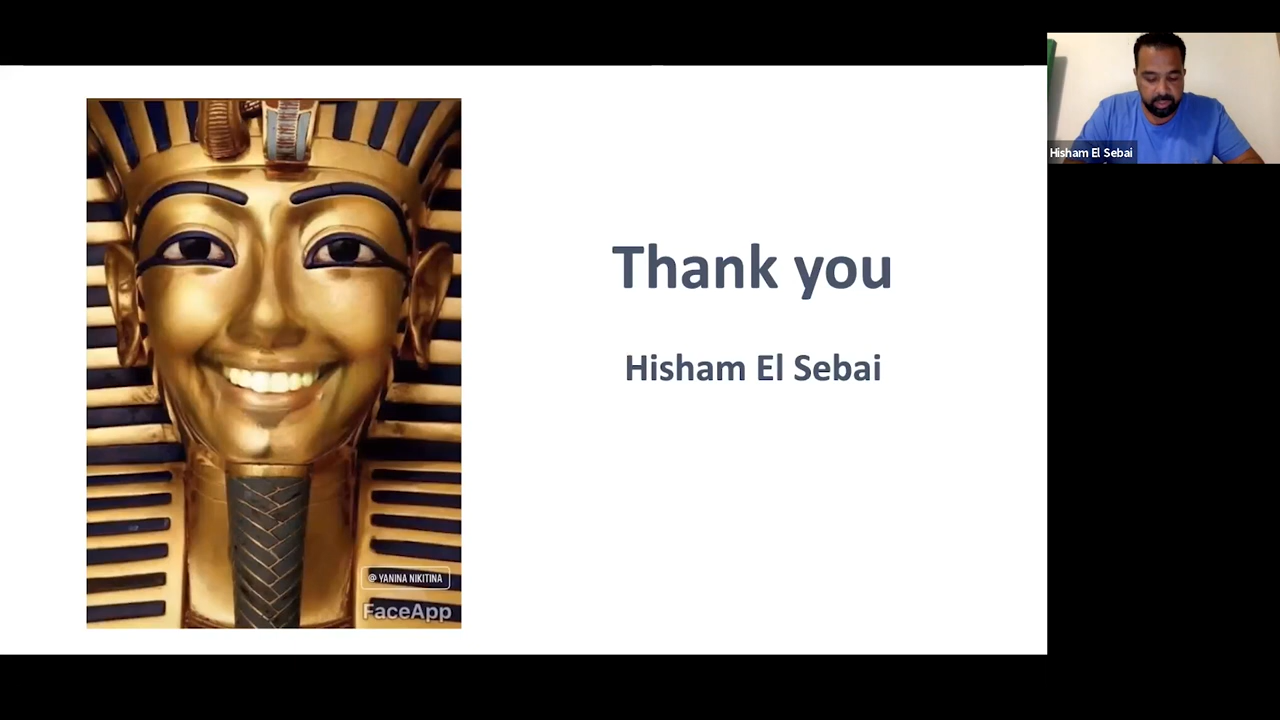 Thank you
Hisham El Sebai
@ YANINA NIKITINA
FaceApp
Hisham El Sebai